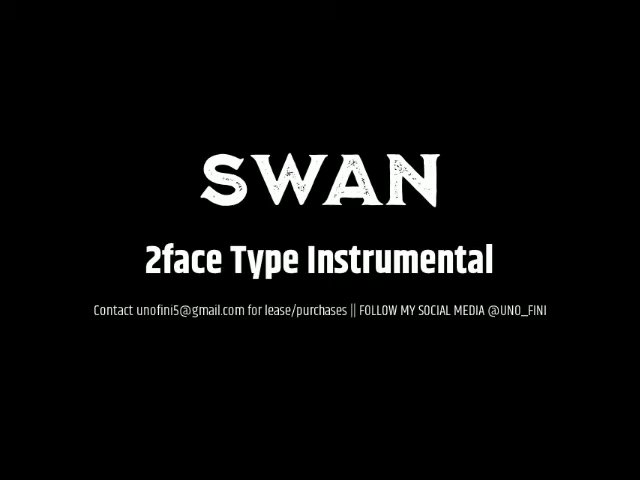 SWAN
2face Type Instrumental
Contact unofini5@gmail.com for lease/purchases || FOLLOW MY SOCIAL MEDIA @UNO_FINI